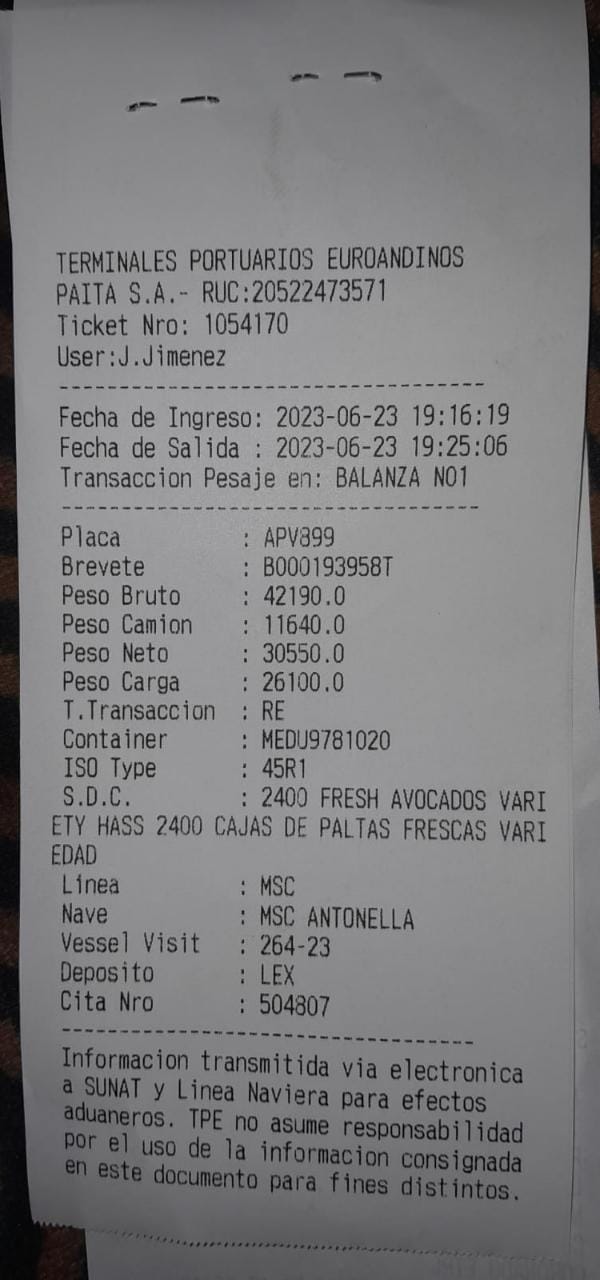 TERMINALES PORTUARIOS EUROANDINOS
PAITA S.A.- RUC:20522473571
Ticket Nro: 1054170
User:J.Jimenez
---------------------------------
Fecha de Ingreso: 2023-06-23 19:16:19
Fecha de Salida : 2023-06-23 19:25:06
Transaccion Pesaje en: BALANZA NO1
---------------------------------
Placa : APV899
Brevete : B000193958T
Peso Bruto : 42190.0
Peso Camion : 11640.0
Peso Neto : 30550.0
Peso Carga : 26100.0
T.Transaccion : RE
Container : MEDU9781020
ISO Type : 45R1
S.D.C. : 2400 FRESH AVOCADOS VARI
ETY HASS 2400 CAJAS DE PALTAS FRESCAS VARI
EDAD
Linea : MSC
Nave : MSC ANTONELLA
Vessel Visit : 264-23
Deposito : LEX
Cita Nro : 504807
---------------------------------
Informacion transmitida via electronica
a SUNAT y Linea Naviera para efectos
aduaneros. TPE no asume responsabilidad
por el uso de la informacion consignada
en este documento para fines distintos.